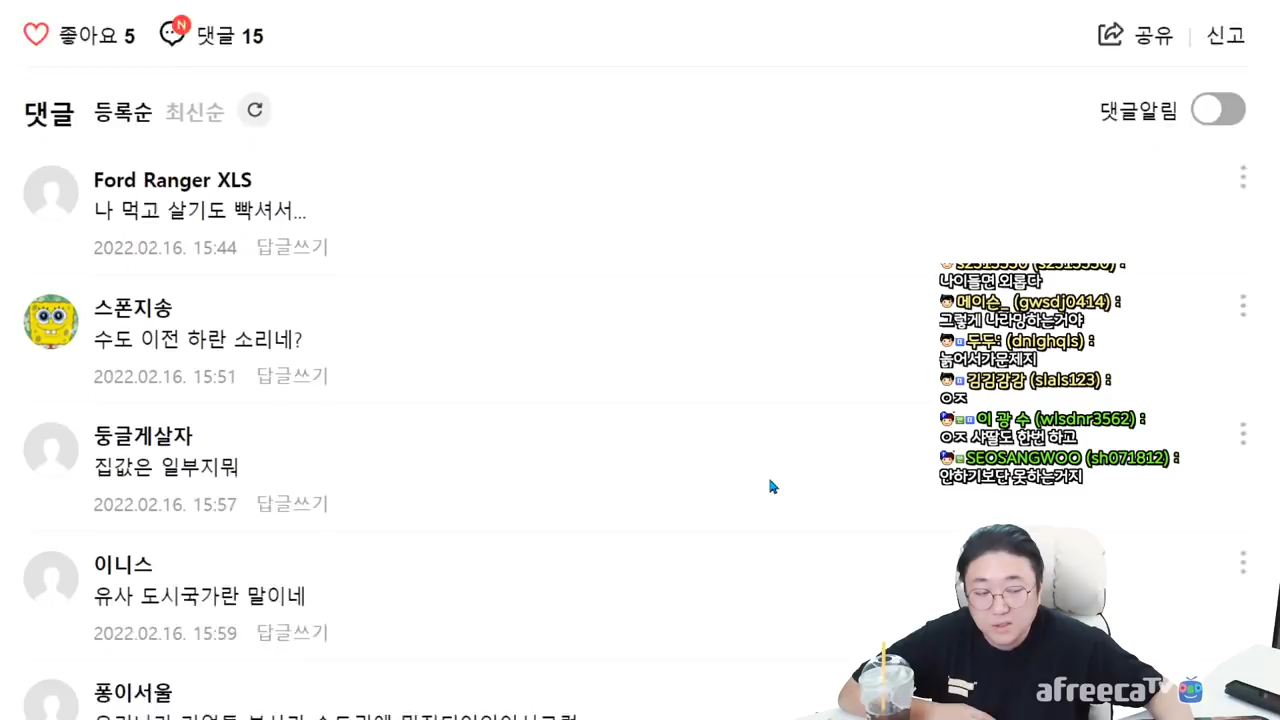 좋아요 5
N
댓글 15
공유
신고
댓글 등록순 최신순
댓글알림
Ford Ranger XLS
나 먹고 살기도 빡셔서...
2022.02.16. 15:44 답글쓰기
스폰지송
수도 이전 하란 소리네?
2022.02.16. 15:51 답글쓰기
둥글게살자
집값은 일부지뭐
2022.02.16. 15:57 답글쓰기
이니스
유사 도시국가란 말이네
2022.02.16. 15:59 답글쓰기
퐁이서울
나이들면 외롭다
메이슨_ (gwsdj0414) :
그렇게 나라망하는거야
두두: (dnlghqls) :
늙어서가문제지
김김감감 (slals123) :
ㅇㅈ
이 광 수 (wlsdnr3562) :
ㅇㅈ 사딸도 한번 하고
SEOSANGWOO (sh071812) :
안하기보단 못하는거지
afreecaTV